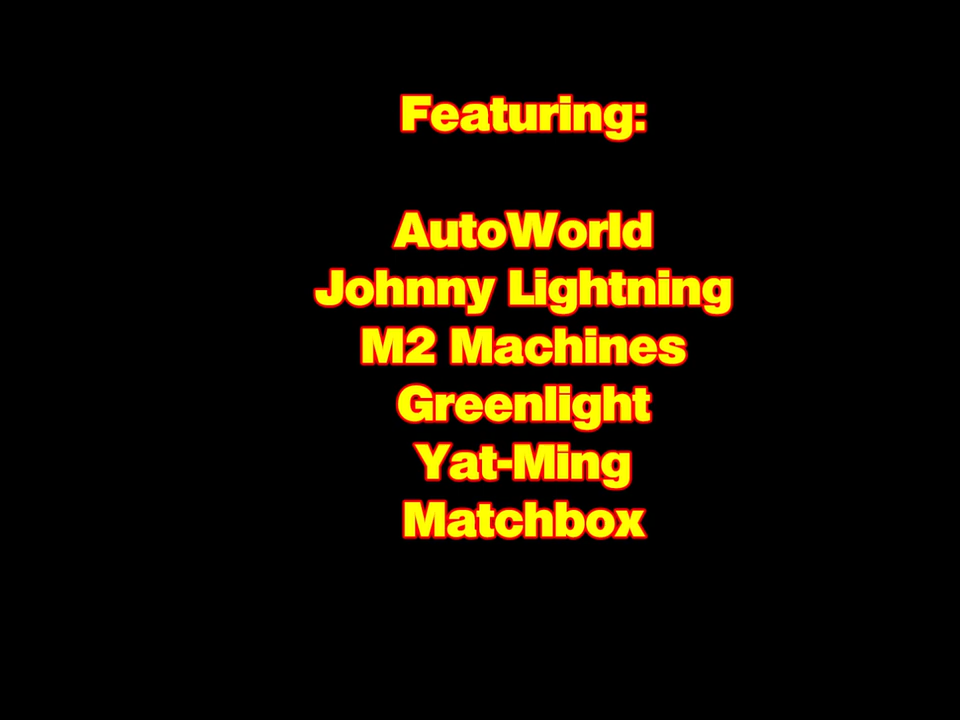 Featuring:
AutoWorld
Johnny Lightning
M2 Machines
Greenlight
Yat-Ming
Matchbox